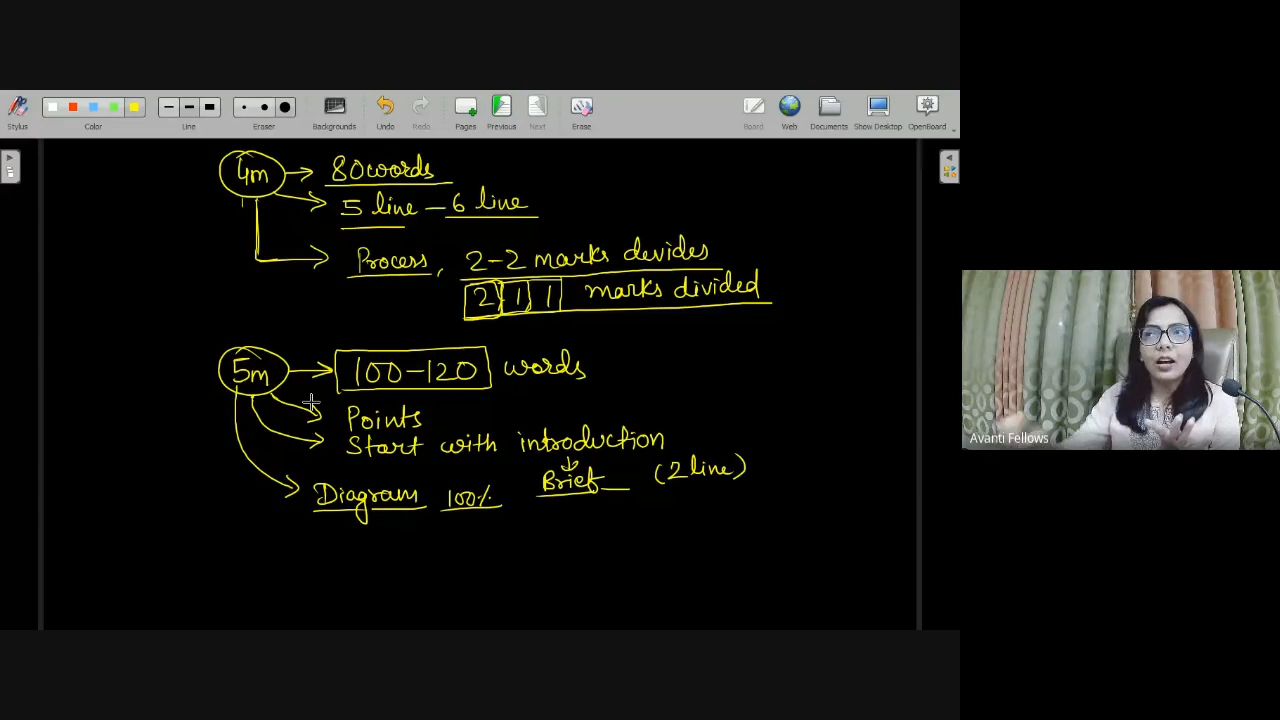 Stylus
Color
Line
Eraser
Backgrounds
Undo
Redo
Pages
Previous
Next
Erase
Board
Web
Documents
Show Desktop
OpenBoard
4m → 80 words
5 line - 6 line
Process, 2-2 marks devides
2 1 1 marks divided
5m → 100-120 words
Points
Start with introduction
Brief (2 line)
Diagram 100%
Avanti Fellows